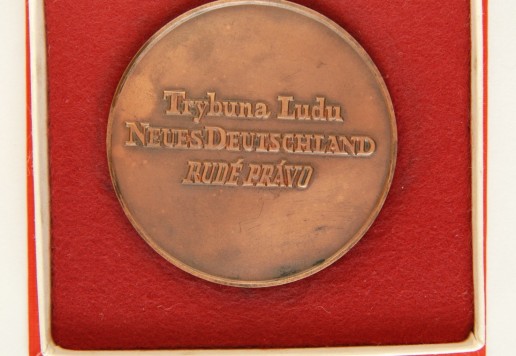 Trybuna Ludu
NEUES DEUTSCHLAND
RUDÉ PRÁVO